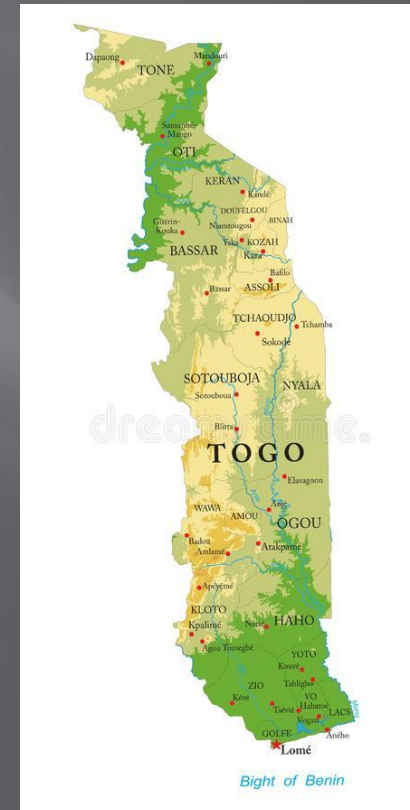 Dapaong
Mandouri
TONE
Sansanné-
Mango
OTI
KERAN
Kandé
DOUFELGOU
BINAH
Guérin-
Kouka
Niamtougou
Yaka
KOZAH
BASSAR
Kara
Bafilo
Bassar
ASSOLI
TCHAOUDJO
Tchamba
Sokodé
SOTOUBOJA
NYALA
Sotouboua
dreamstime.
Blitta
TOGO
Elavagnon
WAWA
Anié
AMOU
OGOU
Badou
Amlamé
Atakpamé
Apéyémé
KLOTO
HAHO
Kpalimé
Notsé
Agou Tomegbé
YOTO
Kouvé
ZIO
Tabligbo
Kévé
VO
Hahatoé
Tsévié
LACS
Vogan
Mono
GOLFE
Aného
Lomé
Bight of Benin